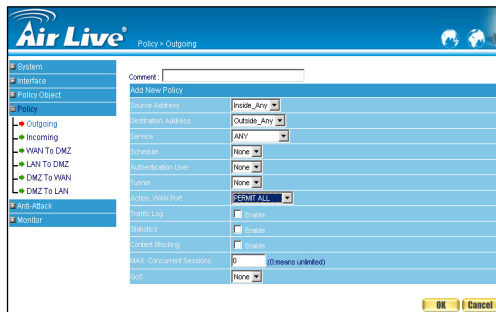 Air Live®
Policy > Outgoing
System
Interface
Policy Object
Policy
Outgoing
Incoming
WAN To DMZ
LAN To DMZ
DMZ To WAN
DMZ To LAN
Anti-Attack
Monitor
Comment :
Add New Policy
Source Address Inside_Any
Destination Address Outside_Any
Service ANY
Schedule None
Authentication User None
Tunnel None
Action, WAN Port PERMIT ALL
Traffic Log Enable
Statistics Enable
Content Blocking Enable
MAX. Concurrent Sessions 0 (0:means unlimited)
QoS None
OK Cancel